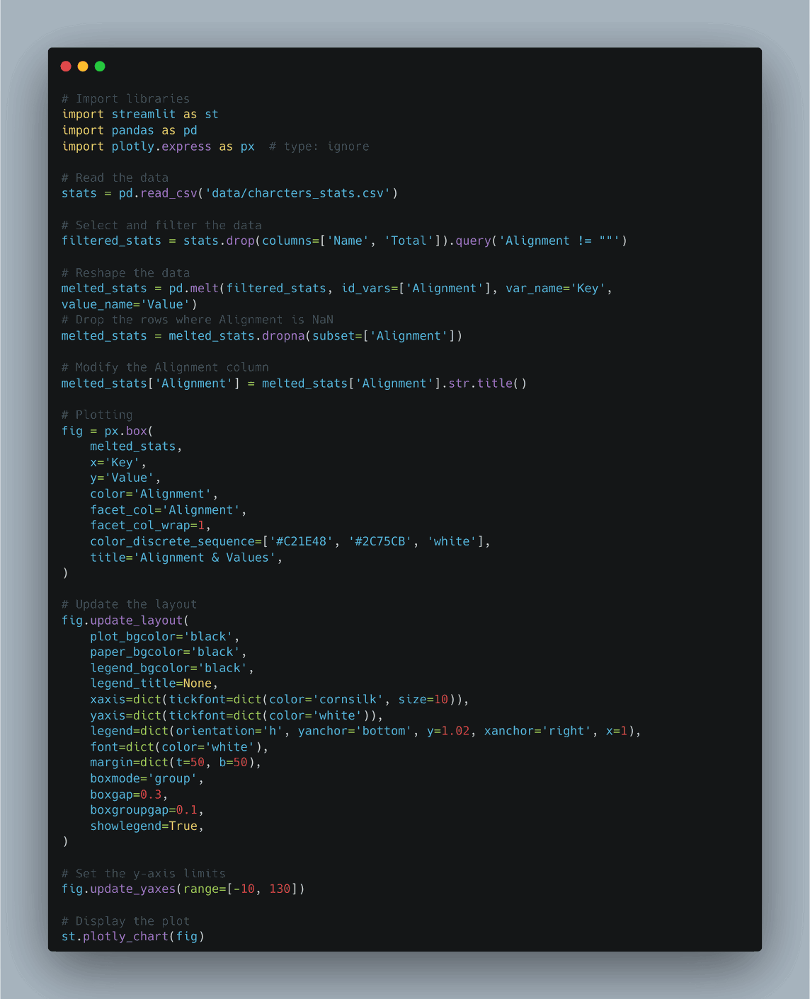 # Import libraries
import streamlit as st
import pandas as pd
import plotly.express as px  # type: ignore

# Read the data
stats = pd.read_csv('data/charcters_stats.csv')

# Select and filter the data
filtered_stats = stats.drop(columns=['Name', 'Total']).query('Alignment != ""')

# Reshape the data
melted_stats = pd.melt(filtered_stats, id_vars=['Alignment'], var_name='Key',
value_name='Value')
# Drop the rows where Alignment is NaN
melted_stats = melted_stats.dropna(subset=['Alignment'])

# Modify the Alignment column
melted_stats['Alignment'] = melted_stats['Alignment'].str.title()

# Plotting
fig = px.box(
    melted_stats,
    x='Key',
    y='Value',
    color='Alignment',
    facet_col='Alignment',
    facet_col_wrap=1,
    color_discrete_sequence=['#C21E48', '#2C75CB', 'white'],
    title='Alignment & Values',
)

# Update the layout
fig.update_layout(
    plot_bgcolor='black',
    paper_bgcolor='black',
    legend_bgcolor='black',
    legend_title=None,
    xaxis=dict(tickfont=dict(color='cornsilk', size=10)),
    yaxis=dict(tickfont=dict(color='white')),
    legend=dict(orientation='h', yanchor='bottom', y=1.02, xanchor='right', x=1),
    font=dict(color='white'),
    margin=dict(t=50, b=50),
    boxmode='group',
    boxgap=0.3,
    boxgroupgap=0.1,
    showlegend=True,
)

# Set the y-axis limits
fig.update_yaxes(range=[-10, 130])

# Display the plot
st.plotly_chart(fig)